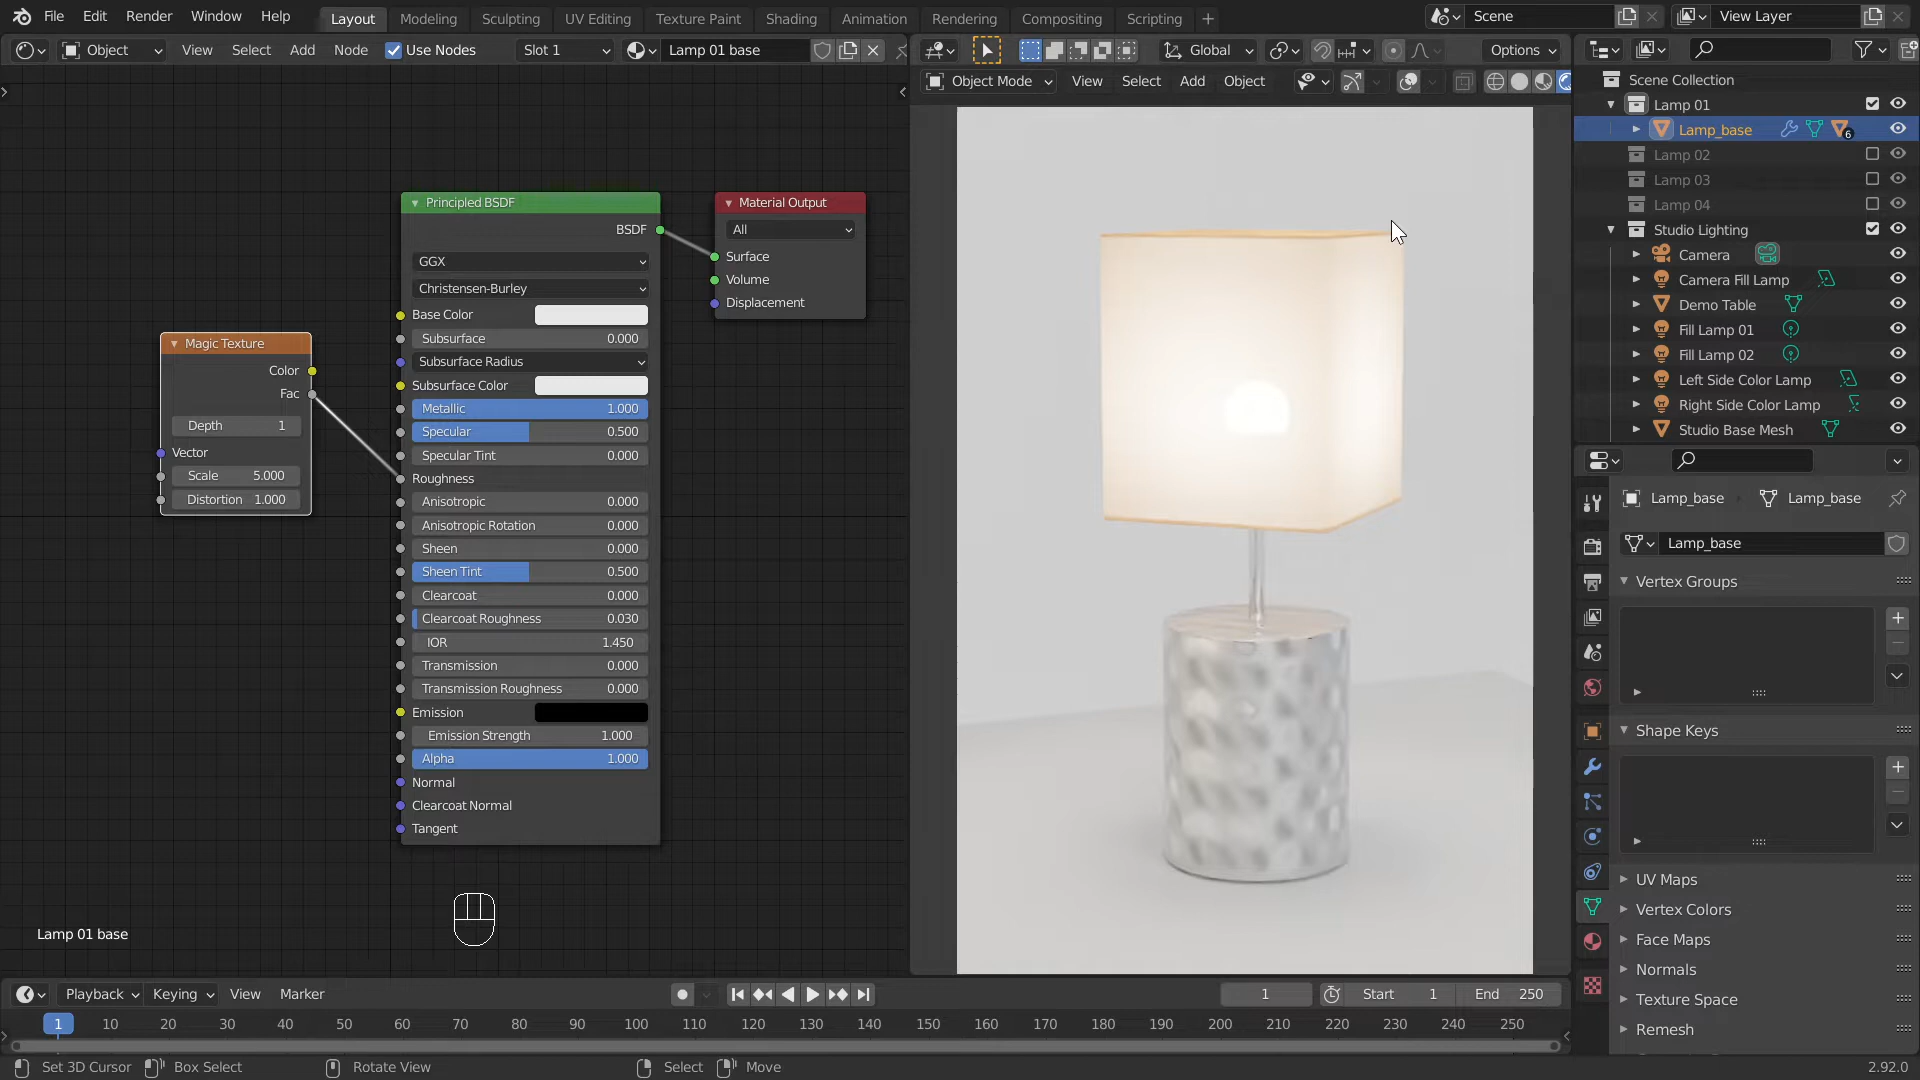 File Edit Render Window Help Layout Modeling Sculpting UV Editing Texture Paint Shading Animation Rendering Compositing Scripting + Scene View Layer
Object View Select Add Node Use Nodes Slot 1 Lamp 01 base Global Options
Object Mode View Select Add Object
Scene Collection
Lamp 01
Lamp_base 6
Lamp 02
Lamp 03
Lamp 04
Studio Lighting
Camera
Camera Fill Lamp
Demo Table
Fill Lamp 01
Fill Lamp 02
Left Side Color Lamp
Right Side Color Lamp
Studio Base Mesh
Magic Texture
Color
Fac
Depth 1
Vector
Scale 5.000
Distortion 1.000
Principled BSDF
BSDF
GGX
Christensen-Burley
Base Color
Subsurface 0.000
Subsurface Radius
Subsurface Color
Metallic 1.000
Specular 0.500
Specular Tint 0.000
Roughness
Anisotropic 0.000
Anisotropic Rotation 0.000
Sheen 0.000
Sheen Tint 0.500
Clearcoat 0.000
Clearcoat Roughness 0.030
IOR 1.450
Transmission 0.000
Transmission Roughness 0.000
Emission
Emission Strength 1.000
Alpha 1.000
Normal
Clearcoat Normal
Tangent
Material Output
All
Surface
Volume
Displacement
Lamp_base Lamp_base
Lamp_base
Vertex Groups
Shape Keys
UV Maps
Vertex Colors
Face Maps
Normals
Texture Space
Remesh
Lamp 01 base
Playback Keying View Marker 1 Start 1 End 250
1 10 20 30 40 50 60 70 80 90 100 110 120 130 140 150 160 170 180 190 200 210 220 230 240 250
Set 3D Cursor Box Select Rotate View Select Move 2.92.0